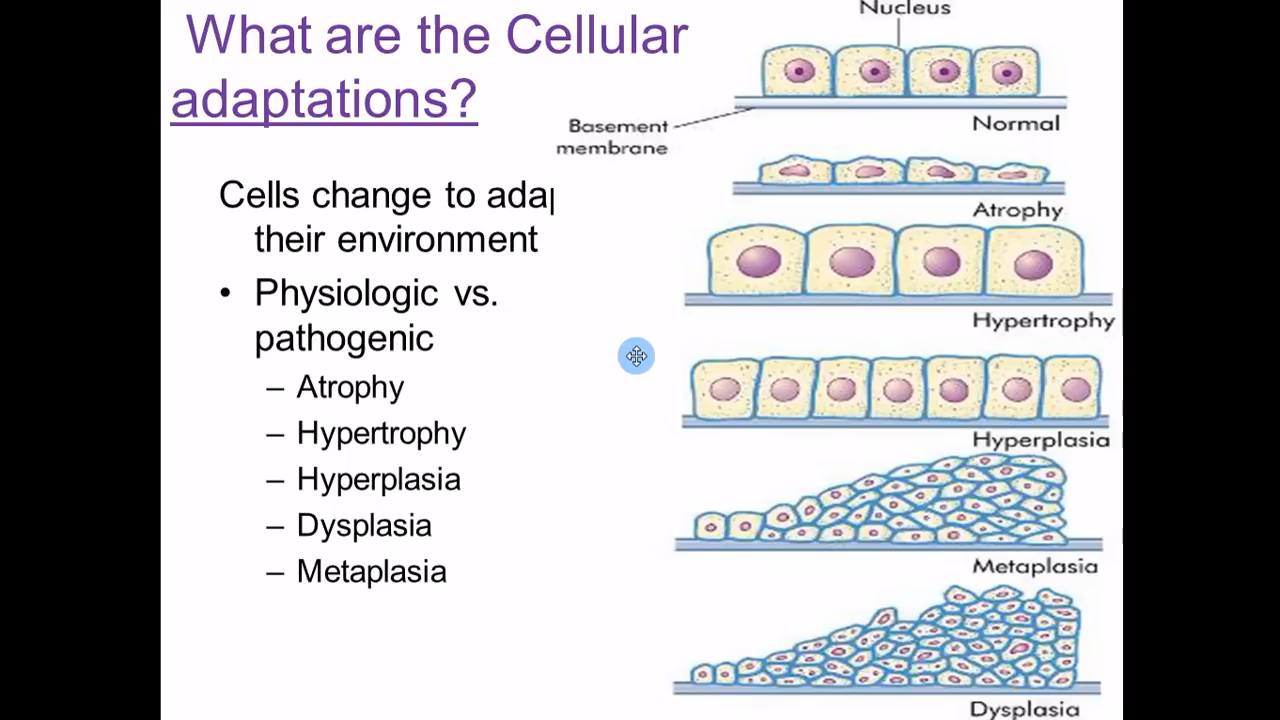 What are the Cellular
adaptations?
Cells change to
their environment
• Physiologic vs.
pathogenic
– Atrophy
– Hypertrophy
– Hyperplasia
– Dysplasia
– Metaplasia
Nucleus
Basement
membrane
Normal
Atrophy
Hypertrophy
Hyperplasia
Metaplasia
Dysplasia